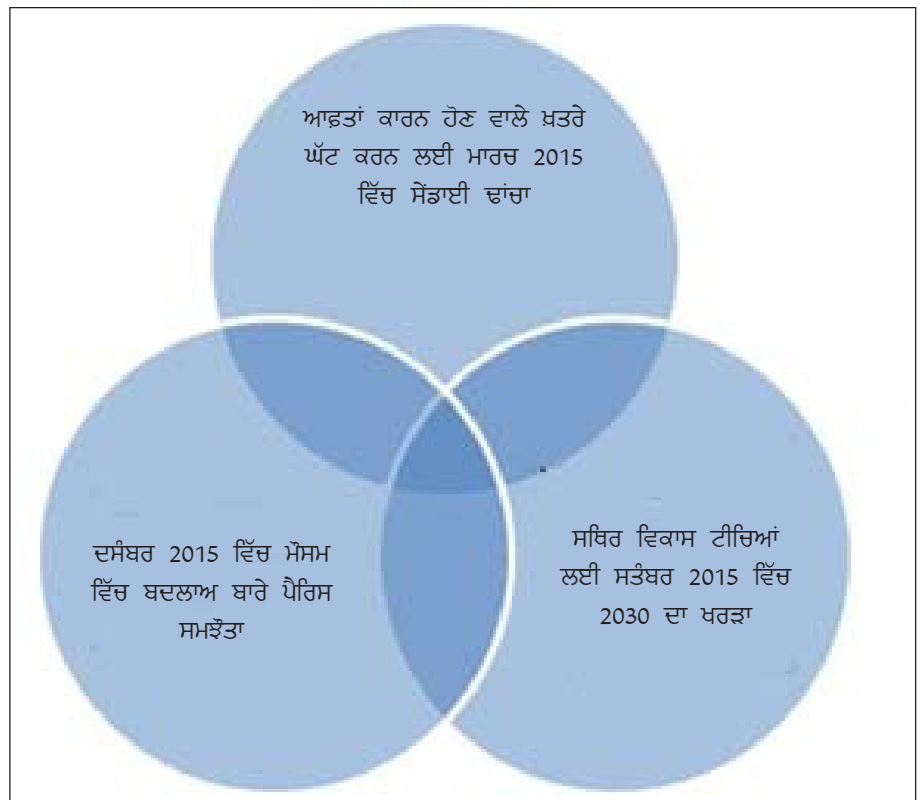 ਆਫ਼ਤਾਂ ਕਾਰਨ ਹੋਣ ਵਾਲੇ ਖ਼ਤਰੇ
ਘੱਟ ਕਰਨ ਲਈ ਮਾਰਚ 2015
ਵਿੱਚ ਸੇਂਡਾਈ ਢਾਂਚਾ
ਦਸੰਬਰ 2015 ਵਿੱਚ ਮੌਸਮ
ਵਿੱਚ ਬਦਲਾਅ ਬਾਰੇ ਪੈਰਿਸ
ਸਮਝੌਤਾ
ਸਥਿਰ ਵਿਕਾਸ ਟੀਚਿਆਂ
ਲਈ ਸਤੰਬਰ 2015 ਵਿੱਚ
2030 ਦਾ ਖਰੜਾ